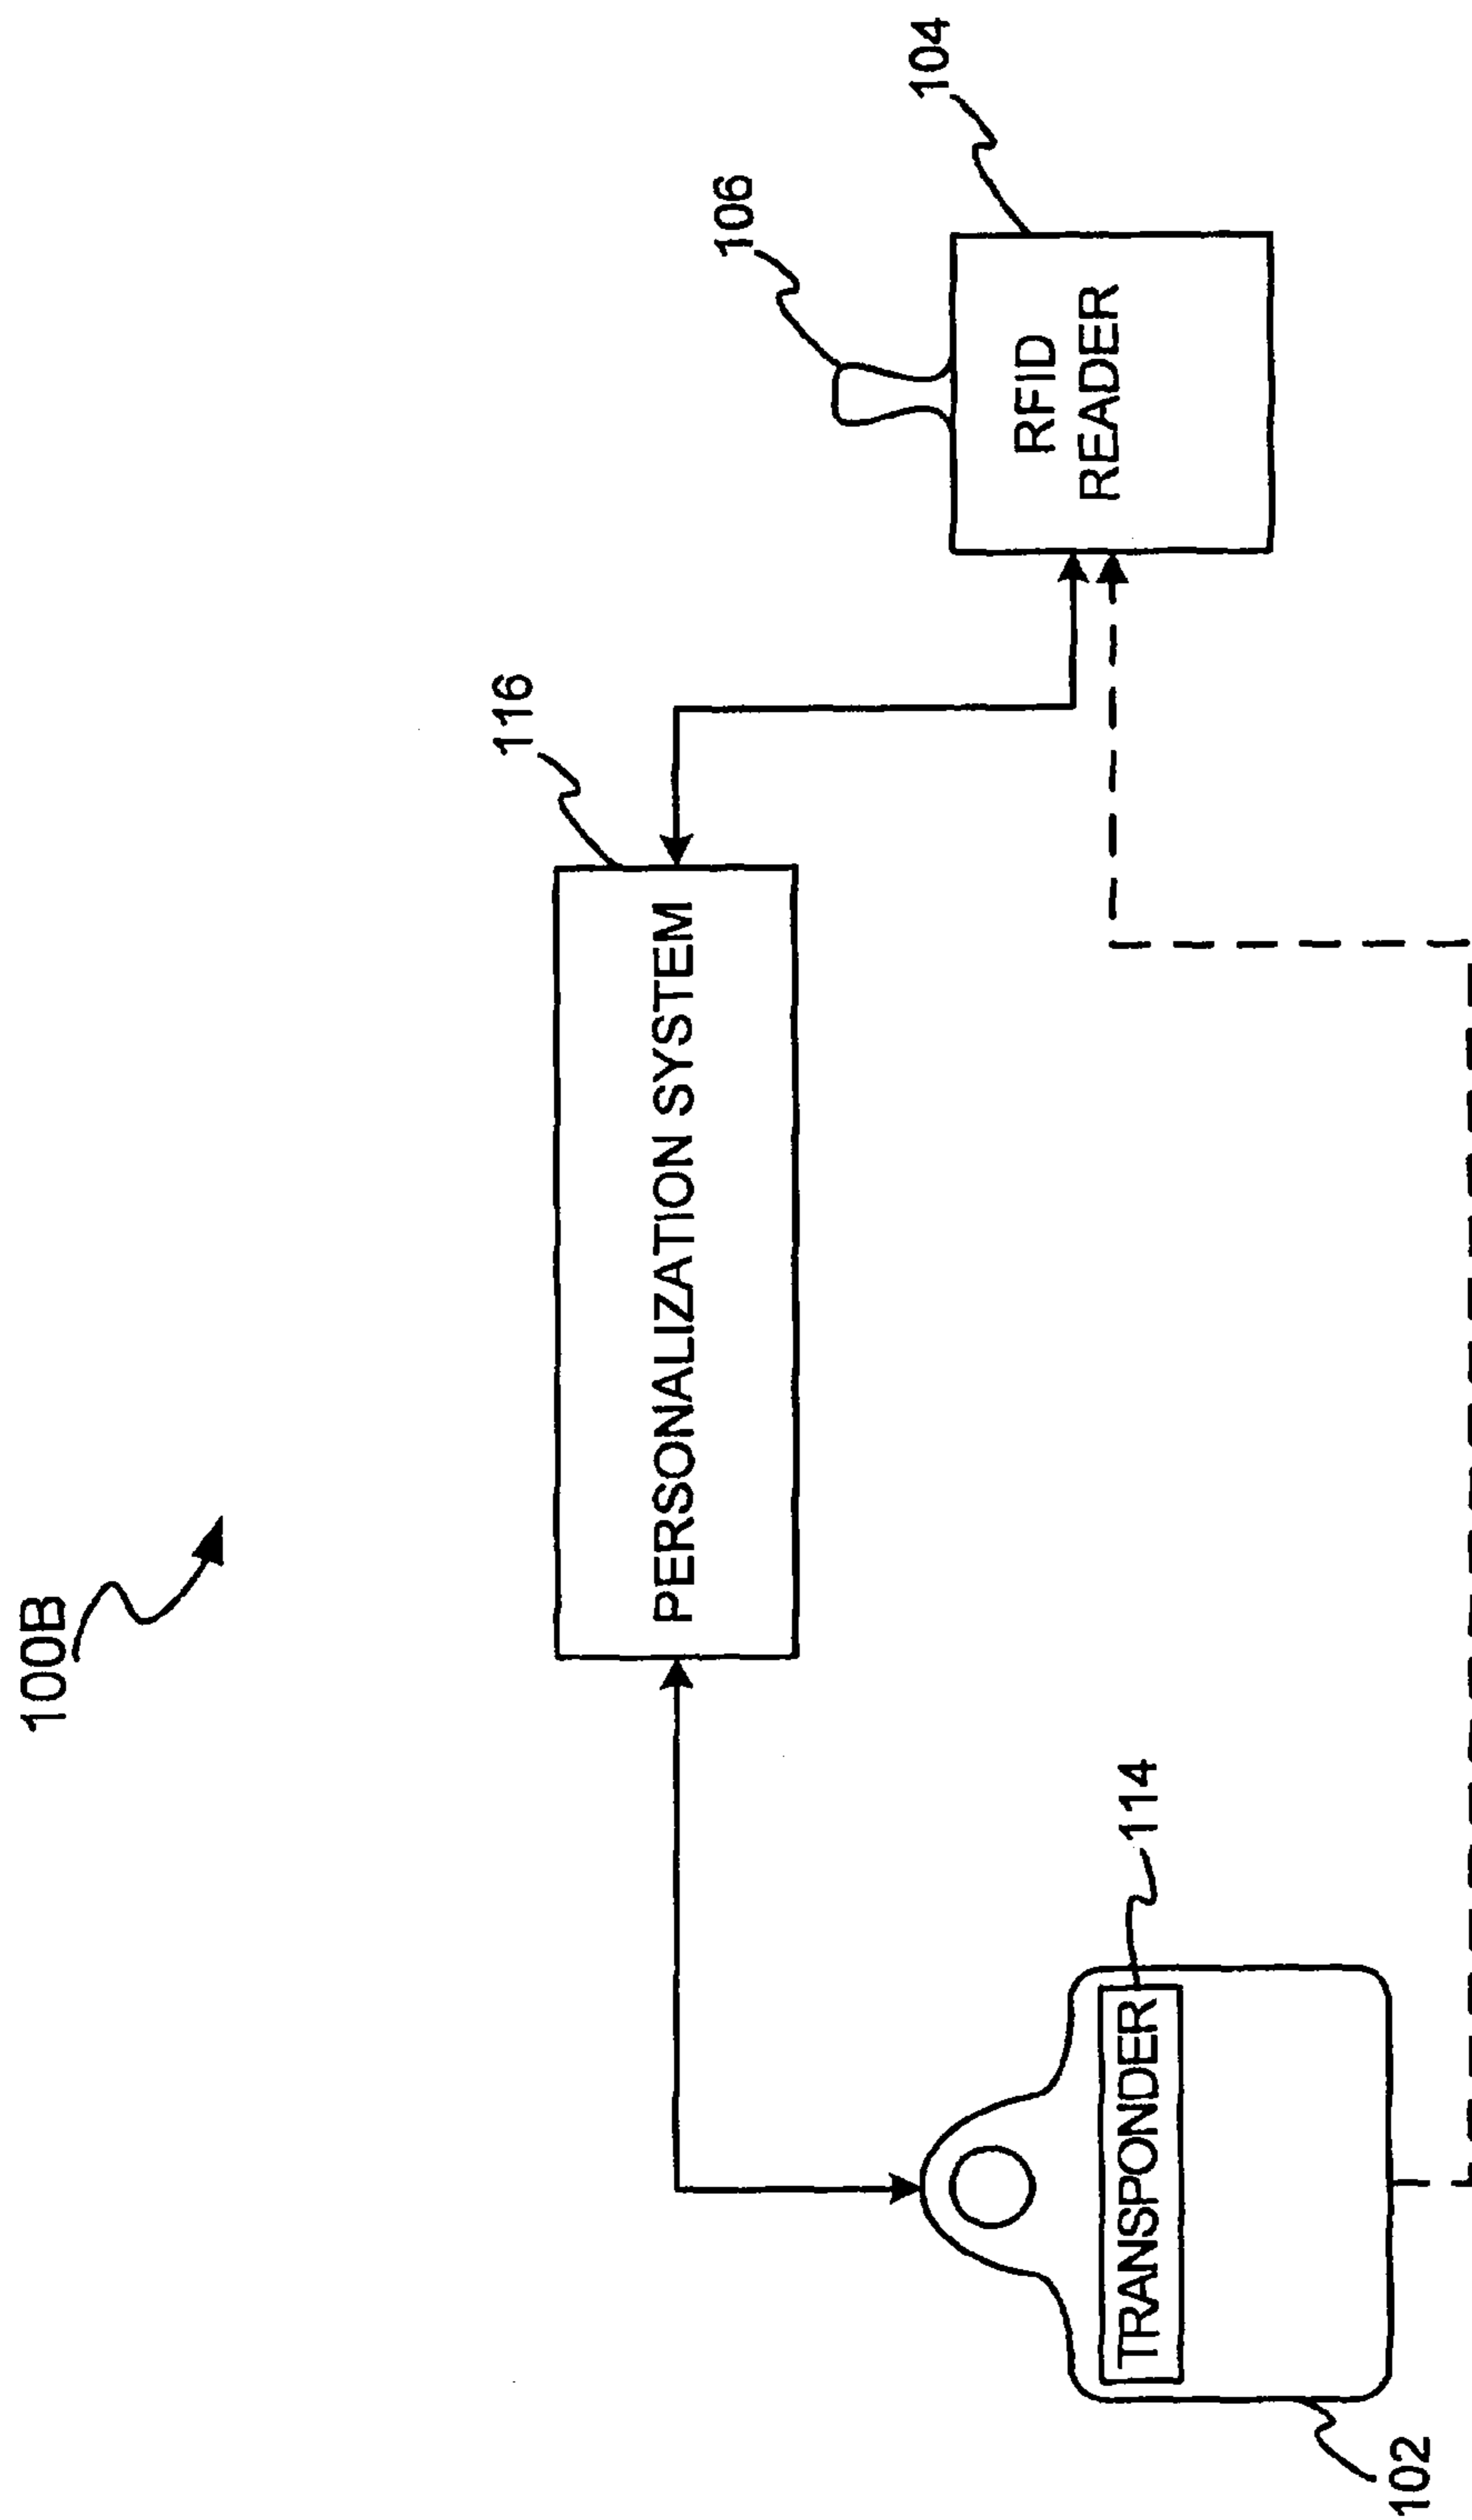 100B
116
PERSONALIZATION SYSTEM
106
104
RFID
READER
114
TRANSPONDER
102